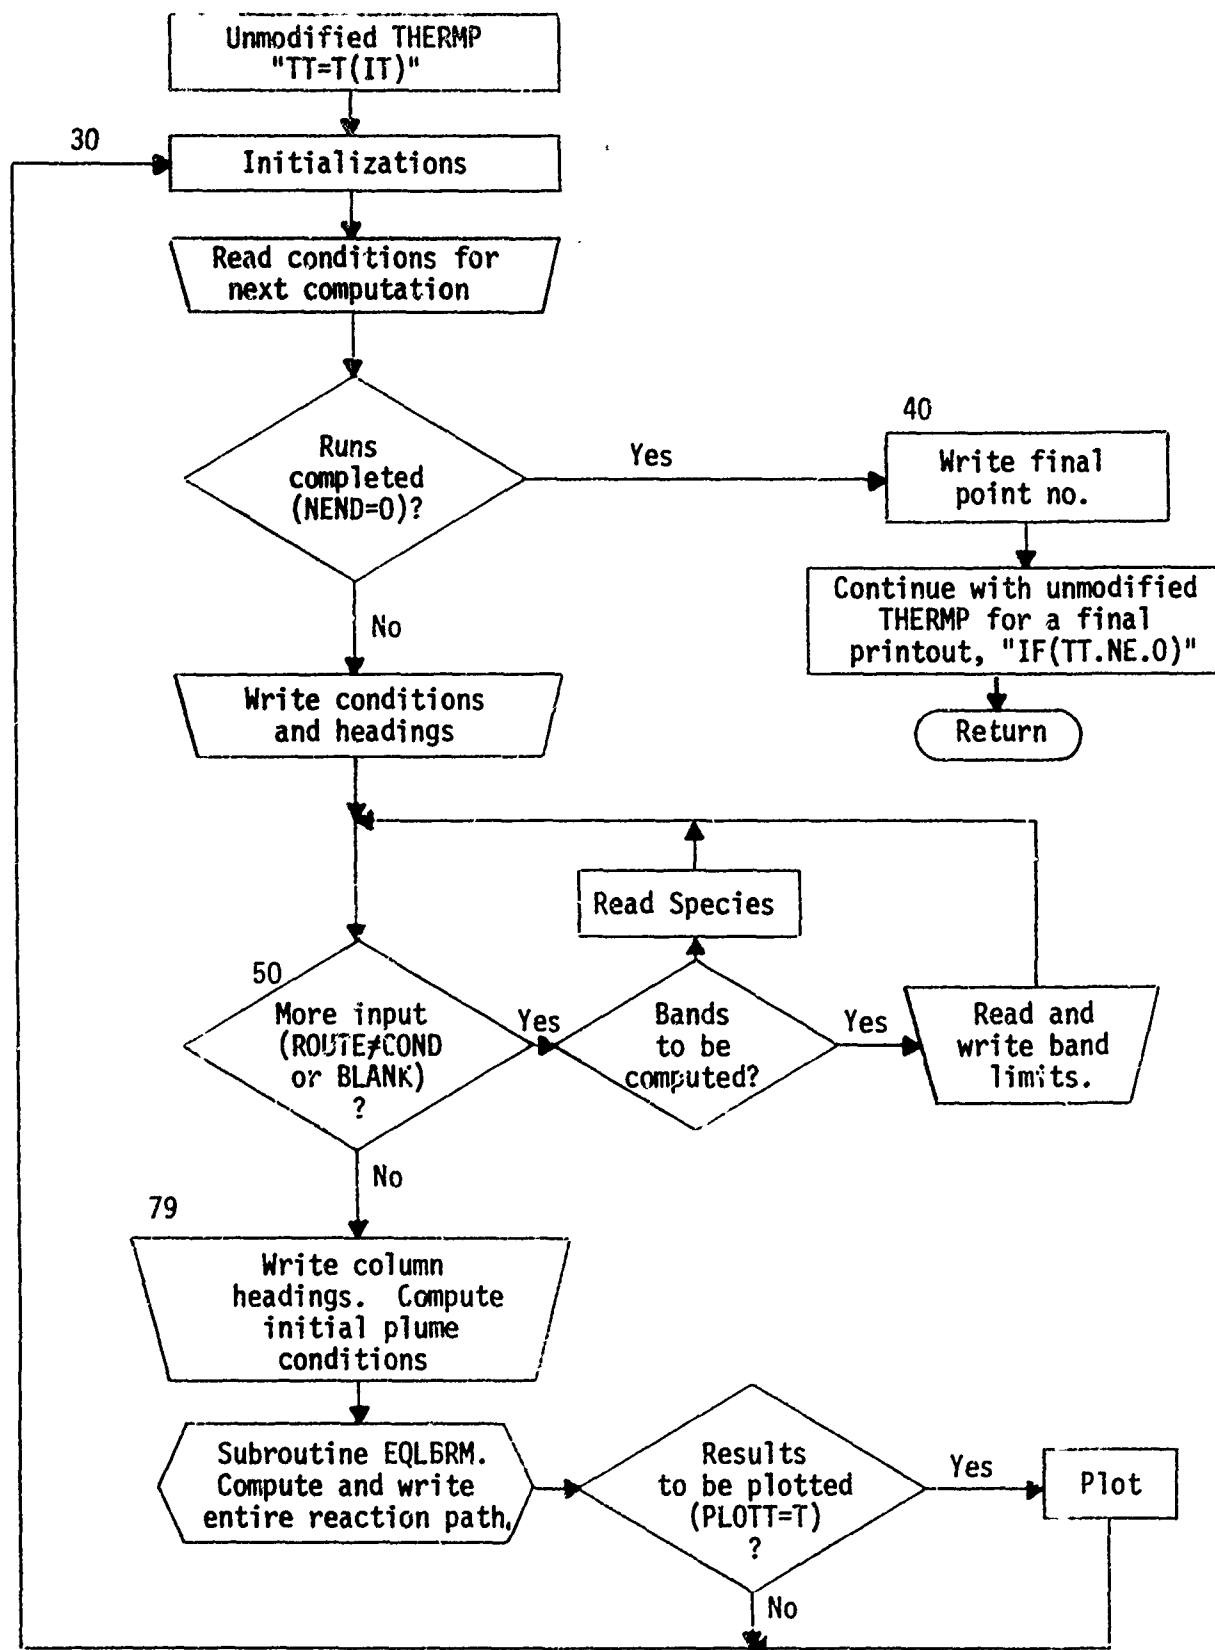 Unmodified THERMP
"TT=T(IT)"
30
Initializations
Read conditions for
next computation
Runs
completed
(NEND=0)?
Yes
40
Write final
point no.
Continue with unmodified
THERMP for a final
printout, "IF(TT.NE.0)"
Return
No
Write conditions
and headings
Read Species
50
More input
(ROUTE≠COND
or BLANK)
?
Yes
Bands
to be
computed?
Yes
Read and
write band
limits.
No
79
Write column
headings. Compute
initial plume
conditions
Subroutine EQLBRM.
Compute and write
entire reaction path.
Results
to be plotted
(PLOTT=T)
?
Yes
Plot
No